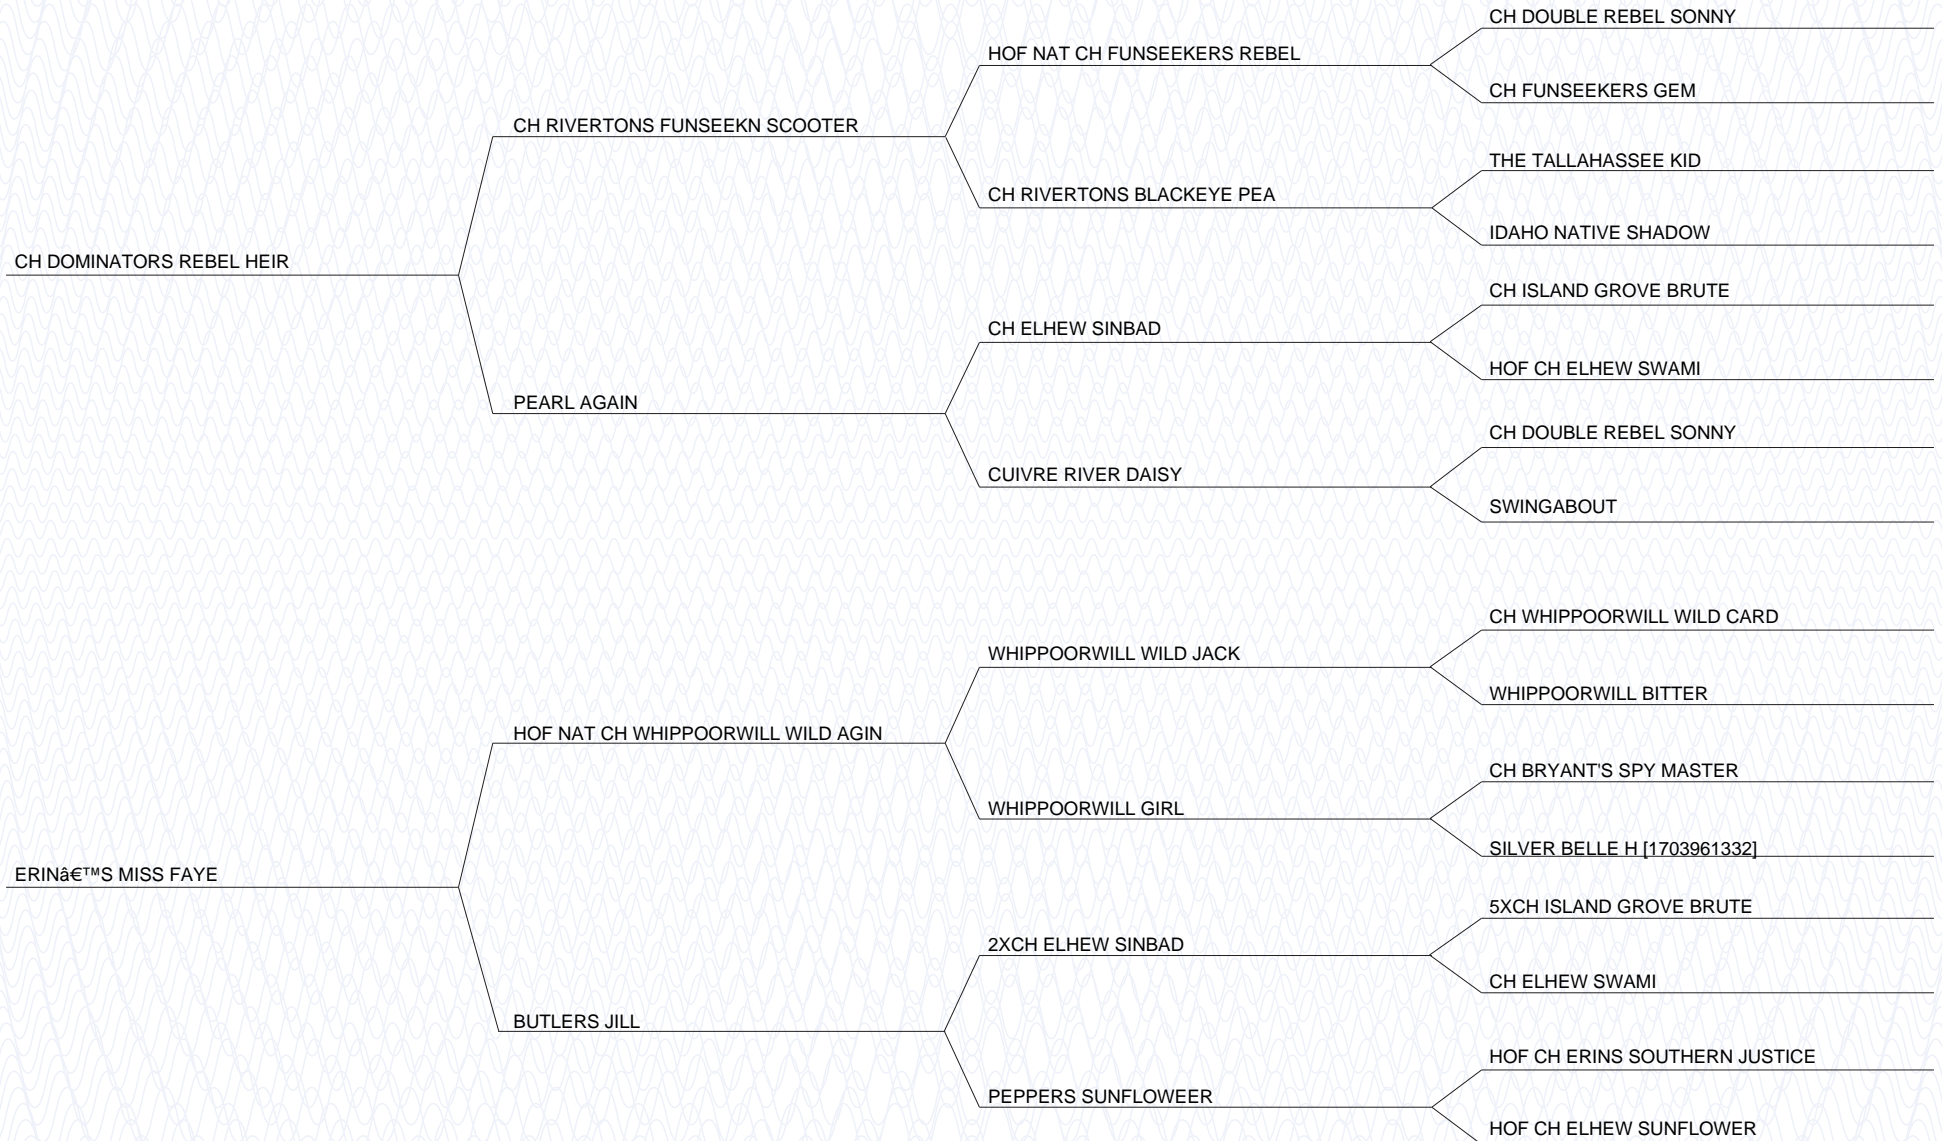 CH DOUBLE REBEL SONNY
HOF NAT CH FUNSEEKERS REBEL
CH FUNSEEKERS GEM
CH RIVERTONS FUNSEEKN SCOOTER
THE TALLAHASSEE KID
CH RIVERTONS BLACKEYE PEA
IDAHO NATIVE SHADOW
CH DOMINATORS REBEL HEIR
CH ISLAND GROVE BRUTE
CH ELHEW SINBAD
HOF CH ELHEW SWAMI
PEARL AGAIN
CH DOUBLE REBEL SONNY
CUIVRE RIVER DAISY
SWINGABOUT
CH WHIPPOORWILL WILD CARD
WHIPPOORWILL WILD JACK
WHIPPOORWILL BITTER
HOF NAT CH WHIPPOORWILL WILD AGIN
CH BRYANT'S SPY MASTER
WHIPPOORWILL GIRL
SILVER BELLE H [1703961332]
ERINâ€™S MISS FAYE
5XCH ISLAND GROVE BRUTE
2XCH ELHEW SINBAD
CH ELHEW SWAMI
BUTLERS JILL
HOF CH ERINS SOUTHERN JUSTICE
PEPPERS SUNFLOWEER
HOF CH ELHEW SUNFLOWER